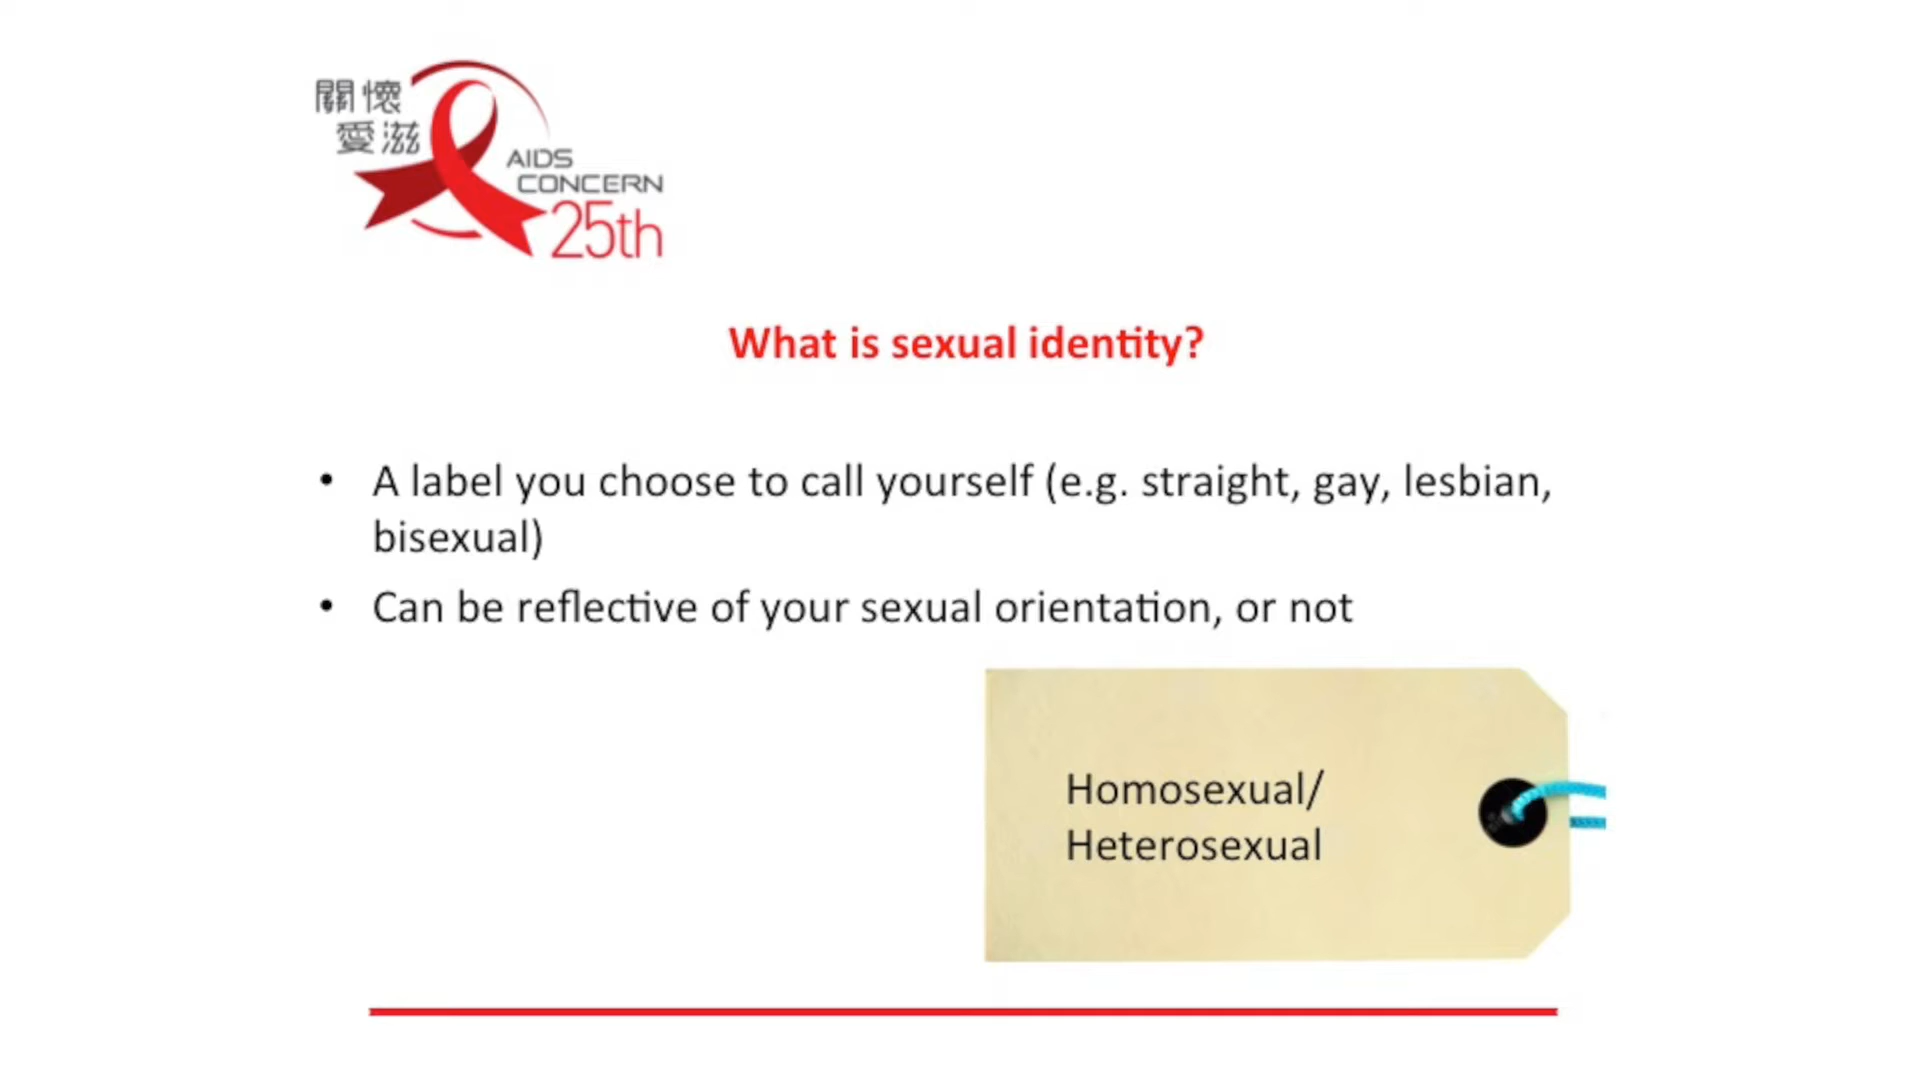 關懷
愛滋
AIDS
CONCERN
25th
What is sexual identity?
• A label you choose to call yourself (e.g. straight, gay, lesbian,
bisexual)
• Can be reflective of your sexual orientation, or not
Homosexual/
Heterosexual